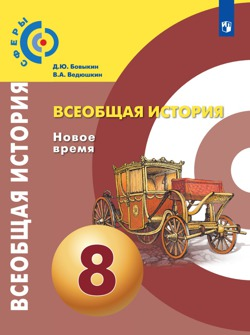 СФЕРЫ
Д.Ю. Бовыкин
В.А. Ведюшкин
ВСЕОБЩАЯ ИСТОРИЯ
Новое
время
ВСЕОБЩАЯ ИСТОРИЯ
8